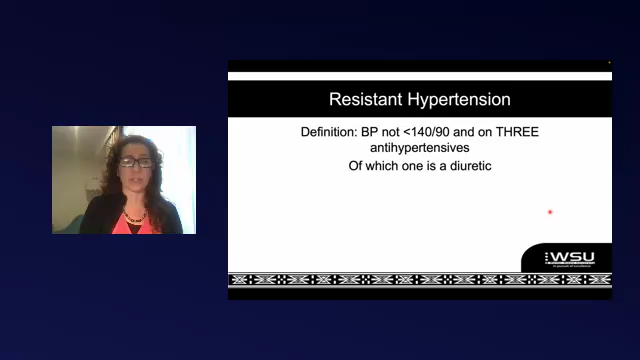 Resistant Hypertension
Definition: BP not <140/90 and on THREE
antihypertensives
Of which one is a diuretic
WSU